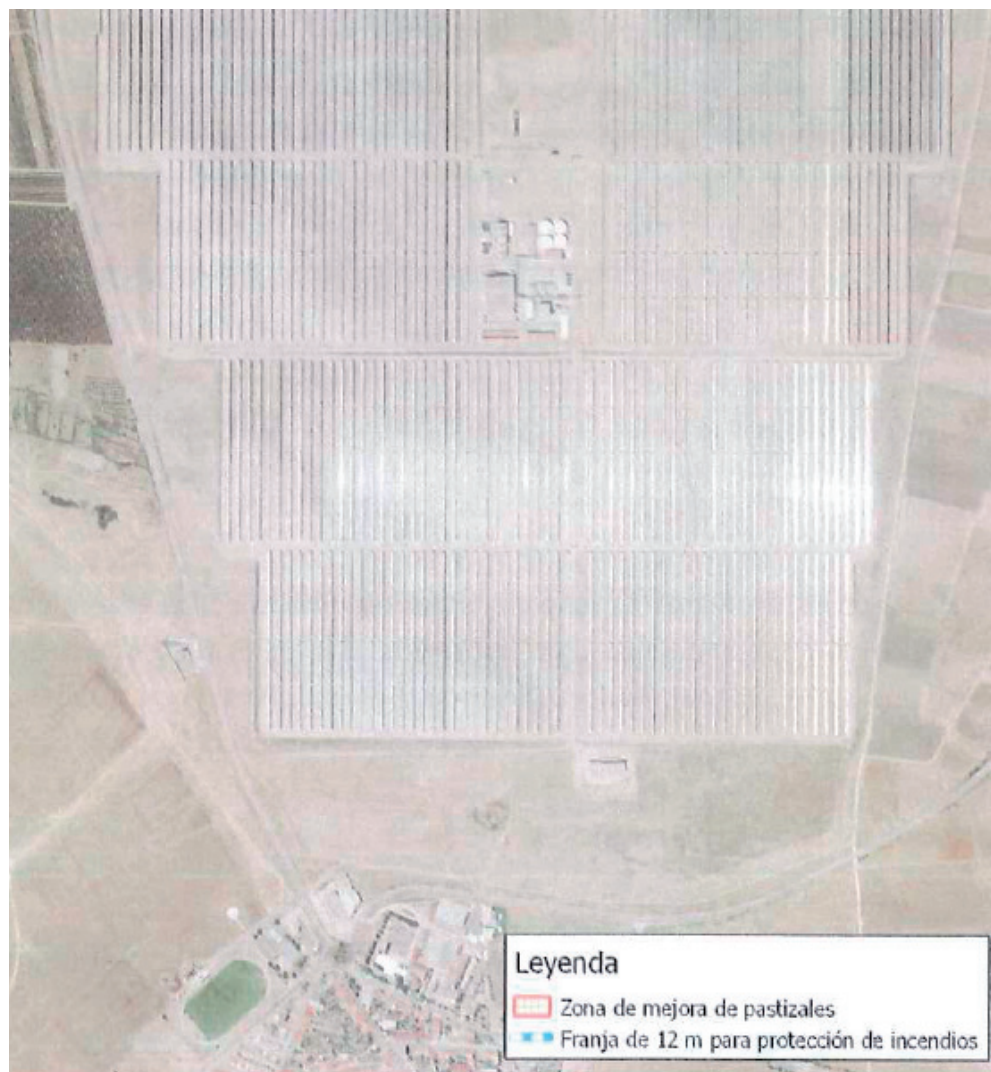 Leyenda
Zona de mejora de pastizales
Franja de 12 m para protección de incendios